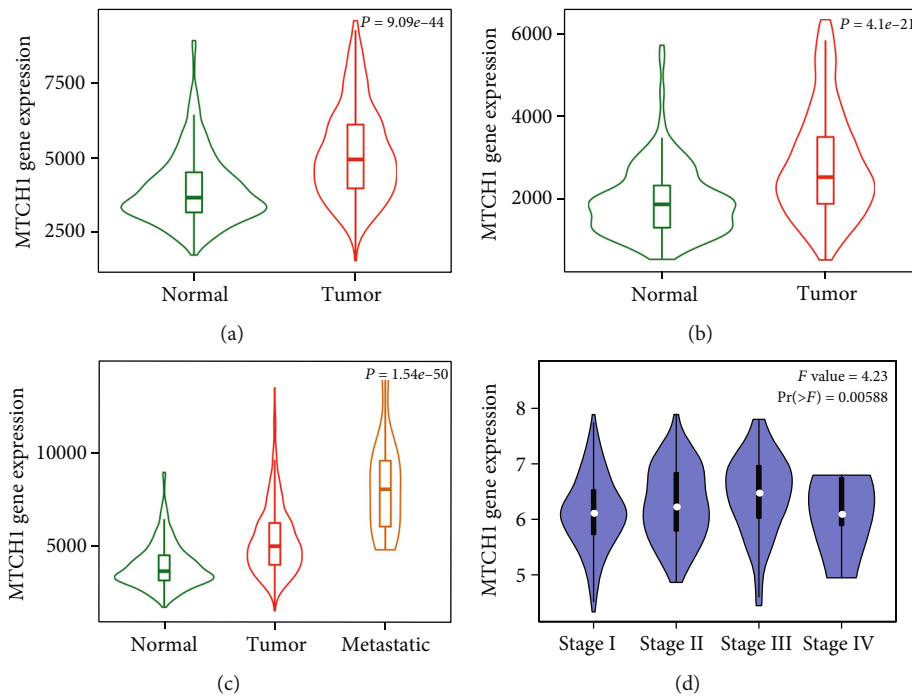 P = 9.09e–44
MTCH1 gene expression
7500
5000
2500
Normal Tumor
(a)
P = 4.1e–21
MTCH1 gene expression
6000
4000
2000
Normal Tumor
(b)
P = 1.54e–50
MTCH1 gene expression
10000
5000
Normal Tumor Metastatic
(c)
F value = 4.23
Pr(>F) = 0.00588
MTCH1 gene expression
8
7
6
5
Stage I Stage II Stage III Stage IV
(d)